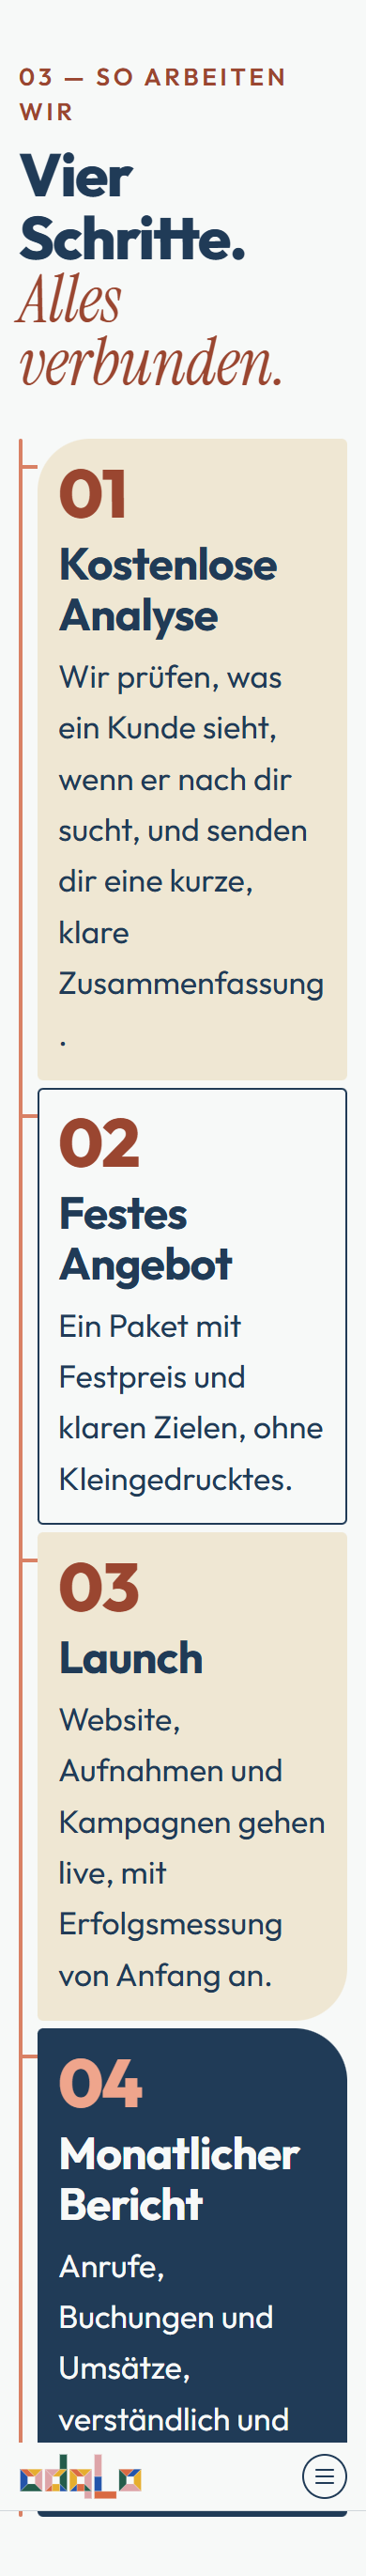 03 — SO ARBEITEN
WIR
Vier
Schritte.
Alles
verbunden.
01
Kostenlose
Analyse
Wir prüfen, was
ein Kunde sieht,
wenn er nach dir
sucht, und senden
dir eine kurze,
klare
Zusammenfassung
.
02
Festes
Angebot
Ein Paket mit
Festpreis und
klaren Zielen, ohne
Kleingedrucktes.
03
Launch
Website,
Aufnahmen und
Kampagnen gehen
live, mit
Erfolgsmessung
von Anfang an.
04
Monatlicher
Bericht
Anrufe,
Buchungen und
Umsätze,
verständlich und
adalo